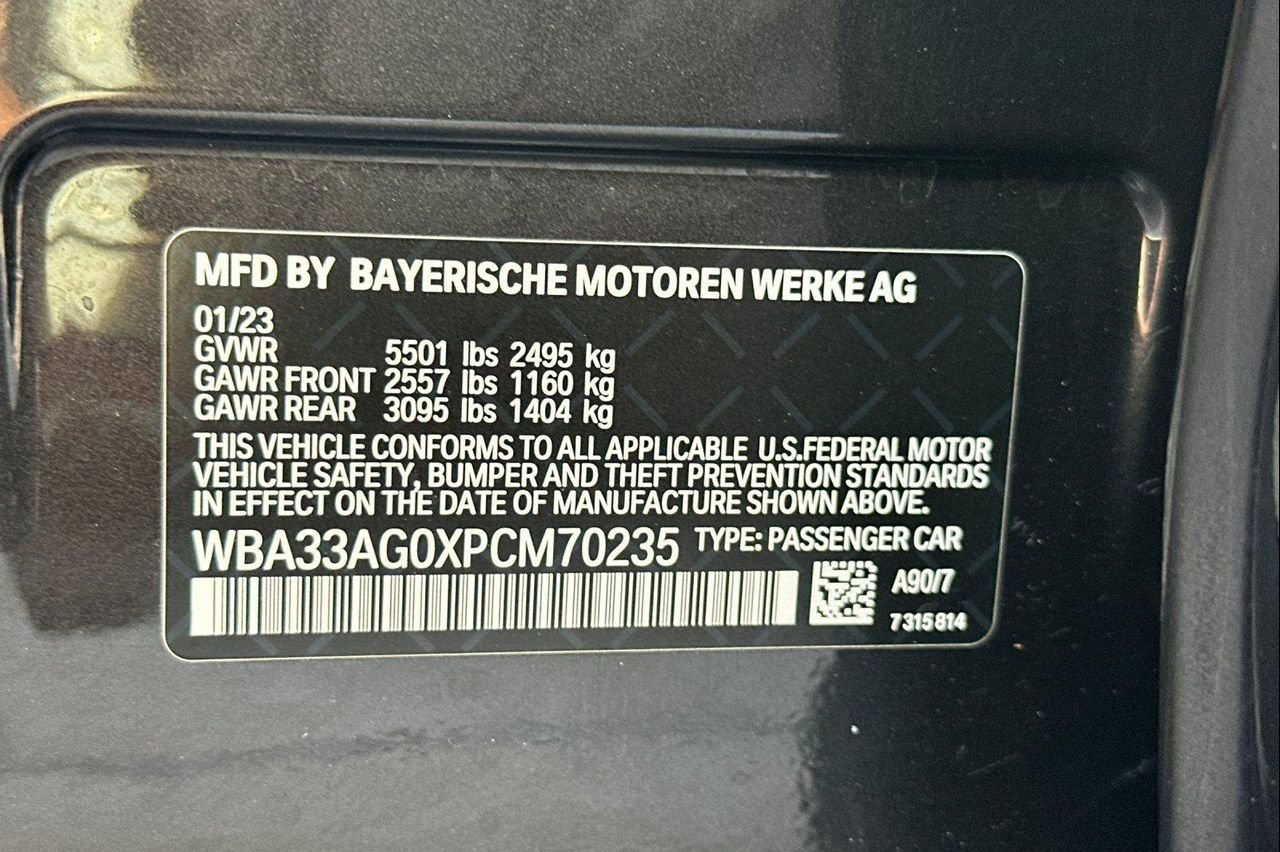 MFD BY BAYERISCHE MOTOREN WERKE AG
01/23
GVWR 5501 lbs 2495 kg
GAWR FRONT 2557 lbs 1160 kg
GAWR REAR 3095 lbs 1404 kg
THIS VEHICLE CONFORMS TO ALL APPLICABLE U.S.FEDERAL MOTOR
VEHICLE SAFETY, BUMPER AND THEFT PREVENTION STANDARDS
IN EFFECT ON THE DATE OF MANUFACTURE SHOWN ABOVE.
WBA33AG0XPCM70235 TYPE: PASSENGER CAR
A90/7
7315814